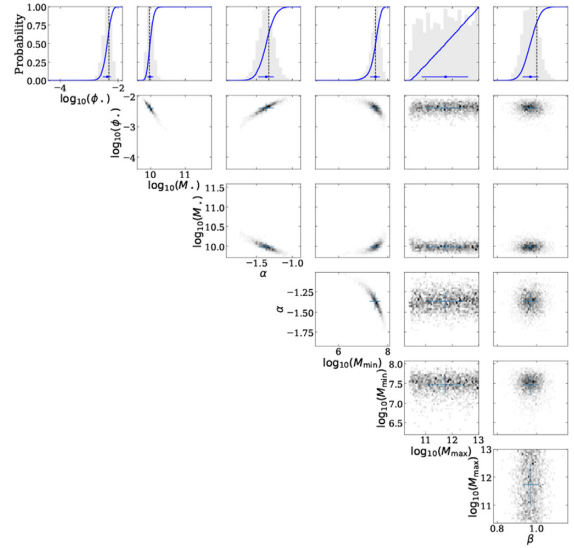 1.00
0.75
0.50
0.25
0.00
Probability
−4
−2
log₁₀(ϕ⋆)
−2
−3
−4
log₁₀(ϕ⋆)
10
11
log₁₀(M⋆)
11.5
11.0
10.5
10.0
log₁₀(M⋆)
−1.5
−1.0
α
−1.25
−1.50
−1.75
α
6
8
log₁₀(Mmin)
8.0
7.5
7.0
6.5
log₁₀(Mmin)
11
12
13
log₁₀(Mmax)
13
12
11
log₁₀(Mmax)
0.8
1.0
β